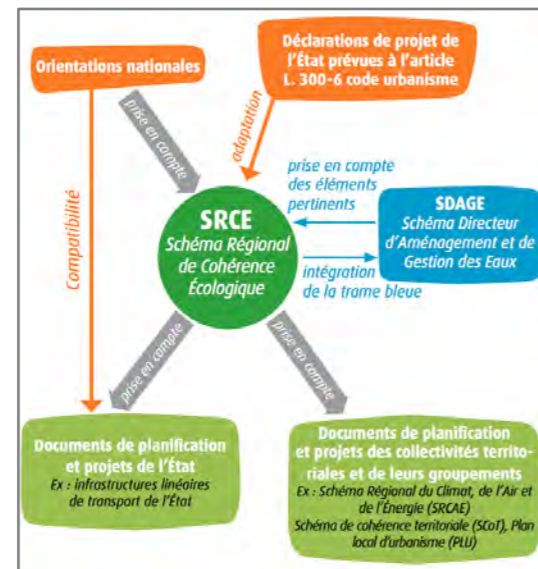 Orientations nationales
Déclarations de projet de
l'État prévues à l'article
L. 300-6 code urbanisme
prise en compte
adaptation
Compatibilité
prise en compte
des éléments
pertinents
SDAGE
Schéma Directeur
d'Aménagement et de
Gestion des Eaux
SRCE
Schéma Régional
de Cohérence
Écologique
intégration
de la trame bleue
prise en compte
prise en compte
Documents de planification
et projets de l'État
Ex : infrastructures linéaires
de transport de l'État
Documents de planification
et projets des collectivités territo-
riales et de leurs groupements
Ex : Schéma Régional du Climat, de l'Air et
de l'Énergie (SRCAE)
Schéma de cohérence territoriale (SCoT), Plan
local d'urbanisme (PLU)